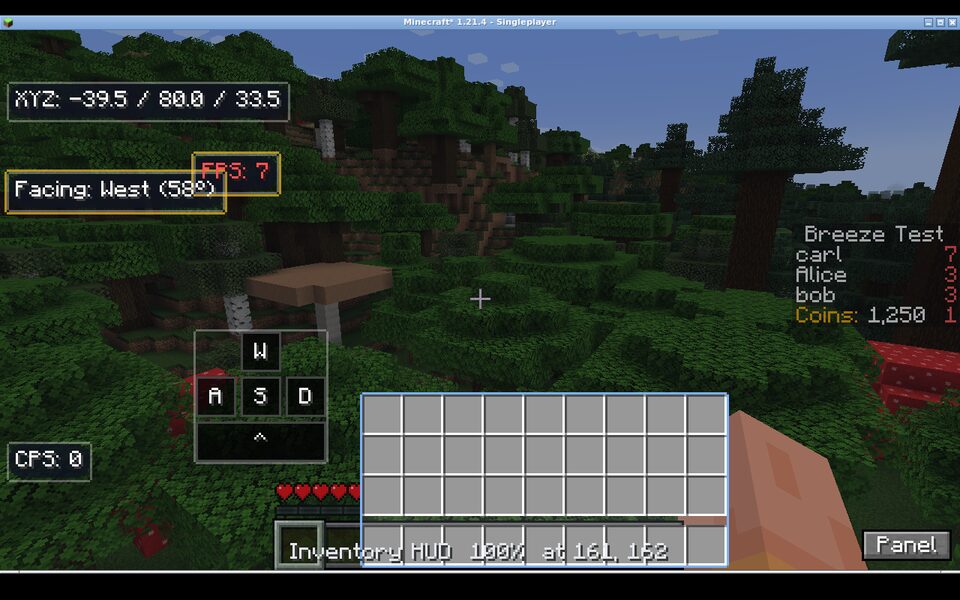 Minecraft* 1.21.4 - Singleplayer
XYZ: -39.5 / 80.0 / 33.5
FPS: 7
Facing: West (58°)
Breeze Test
carl 7
Alice 3
bob 3
Coins: 1,250 1
W
A S D
^
CPS: 0
Inventory HUD 100% at 161, 162
Panel